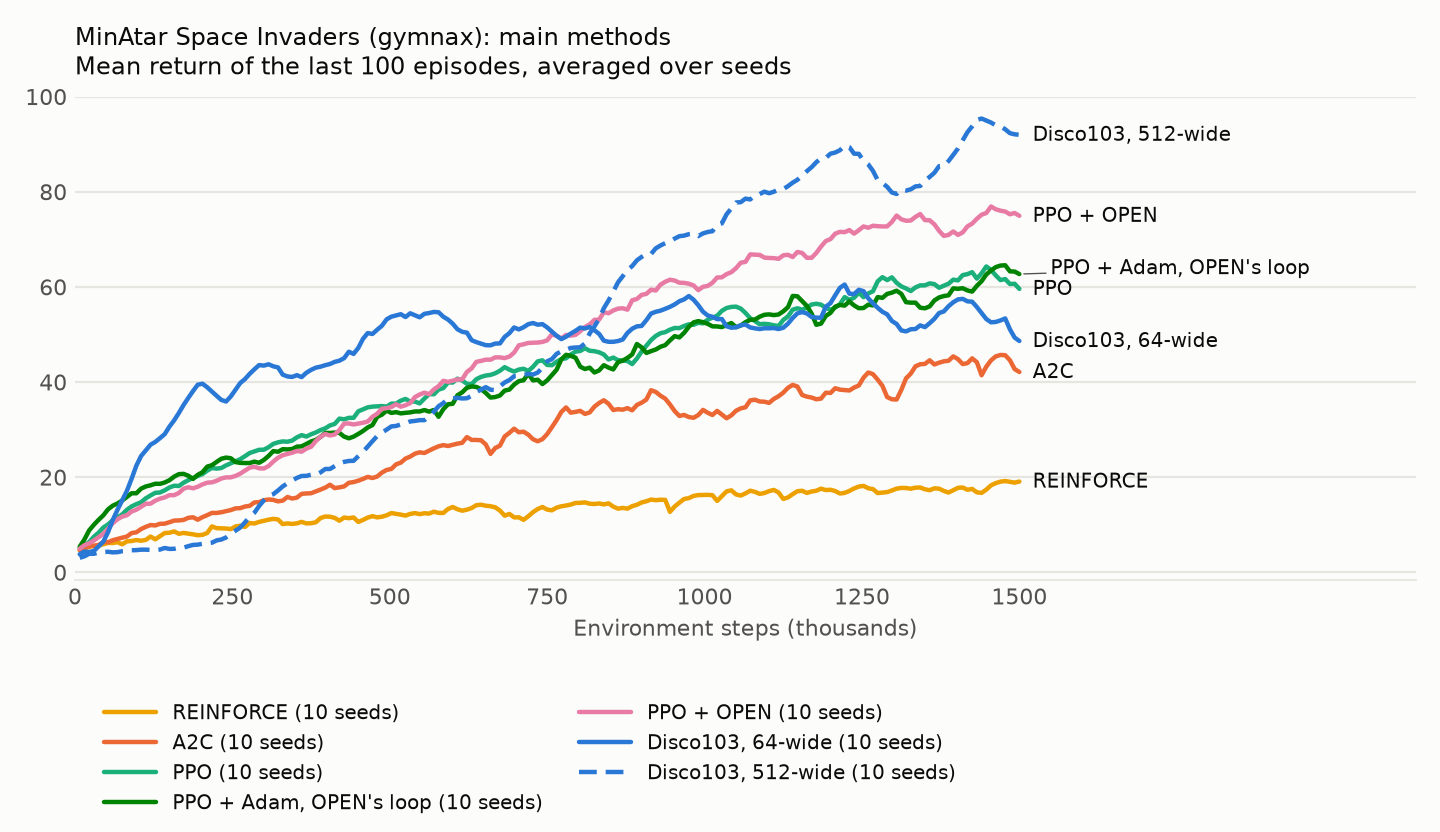 MinAtar Space Invaders (gymnax): main methods
Mean return of the last 100 episodes, averaged over seeds
100
80
60
40
20
0
Disco103, 512-wide
PPO + OPEN
PPO + Adam, OPEN's loop
PPO
Disco103, 64-wide
A2C
REINFORCE
0 250 500 750 1000 1250 1500
Environment steps (thousands)
REINFORCE (10 seeds)
A2C (10 seeds)
PPO (10 seeds)
PPO + Adam, OPEN's loop (10 seeds)
PPO + OPEN (10 seeds)
Disco103, 64-wide (10 seeds)
Disco103, 512-wide (10 seeds)